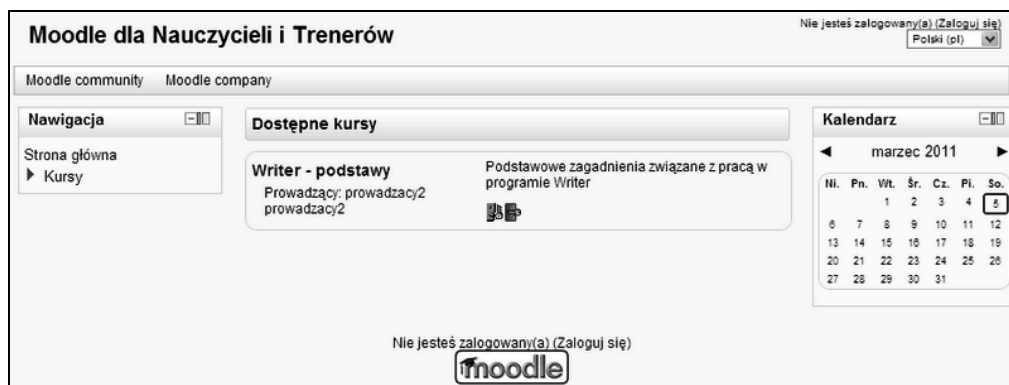 Moodle dla Nauczycieli i Trenerów
Nie jesteś zalogowany(a) (Zaloguj się)
Polski (pl)
Moodle community Moodle company
Nawigacja
Strona główna
Kursy
Dostępne kursy
Writer - podstawy
Prowadzący: prowadzacy2
prowadzacy2
Podstawowe zagadnienia związane z pracą w
programie Writer
Kalendarz
marzec 2011
Ni. Pn. Wt. Śr. Cz. Pi. So.
1 2 3 4 5
6 7 8 9 10 11 12
13 14 15 16 17 18 19
20 21 22 23 24 25 26
27 28 29 30 31
Nie jesteś zalogowany(a) (Zaloguj się)
moodle